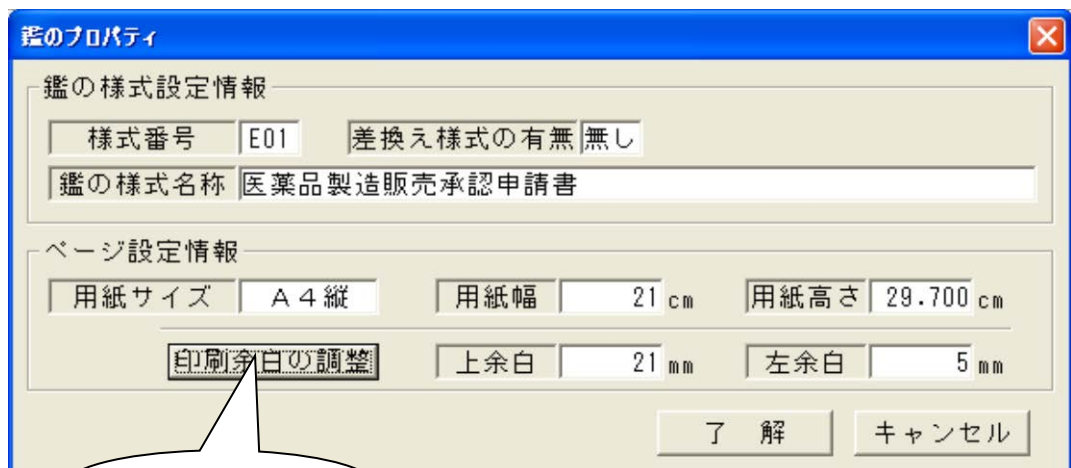 鑑のプロパティ
鑑の様式設定情報
様式番号 E01 差換え様式の有無 無し
鑑の様式名称 医薬品製造販売承認申請書
ページ設定情報
用紙サイズ A4縦 用紙幅 21 cm 用紙高さ 29.700 cm
印刷余白の調整 上余白 21 mm 左余白 5 mm
了 解 キャンセル